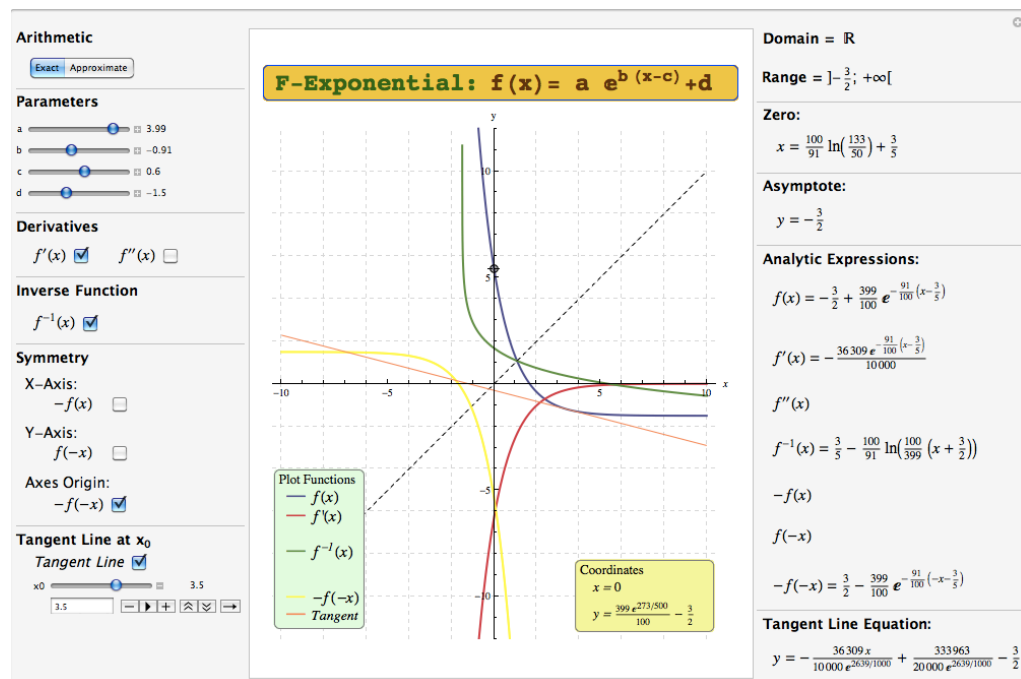 Arithmetic
Exact Approximate
Parameters
a 3.99
b -0.91
c 0.6
d -1.5
Derivatives
f′(x) f″(x)
Inverse Function
f⁻¹(x)
Symmetry
X-Axis:
-f(x)
Y-Axis:
f(-x)
Axes Origin:
-f(-x)
Tangent Line at x₀
Tangent Line
x0 3.5
3.5
F-Exponential: f(x)= a e^(b (x-c)) +d
y
10
5
-10 -5 5 10 x
-5
-10
Plot Functions
f(x)
f'(x)
f⁻¹(x)
-f(-x)
Tangent
Coordinates
x = 0
y = 399 e^(273/500)/100 - 3/2
Domain = ℝ
Range = ]-3/2; +∞[
Zero:
x = 100/91 ln(133/50) + 3/5
Asymptote:
y = -3/2
Analytic Expressions:
f(x) = -3/2 + 399/100 e^(-91/100 (x-3/5))
f′(x) = -36309 e^(-91/100 (x-3/5))/10000
f″(x)
f⁻¹(x) = 3/5 - 100/91 ln(100/399 (x + 3/2))
-f(x)
f(-x)
-f(-x) = 3/2 - 399/100 e^(-91/100 (-x-3/5))
Tangent Line Equation:
y = -36309 x/(10000 e^(2639/1000)) + 333963/(20000 e^(2639/1000)) - 3/2